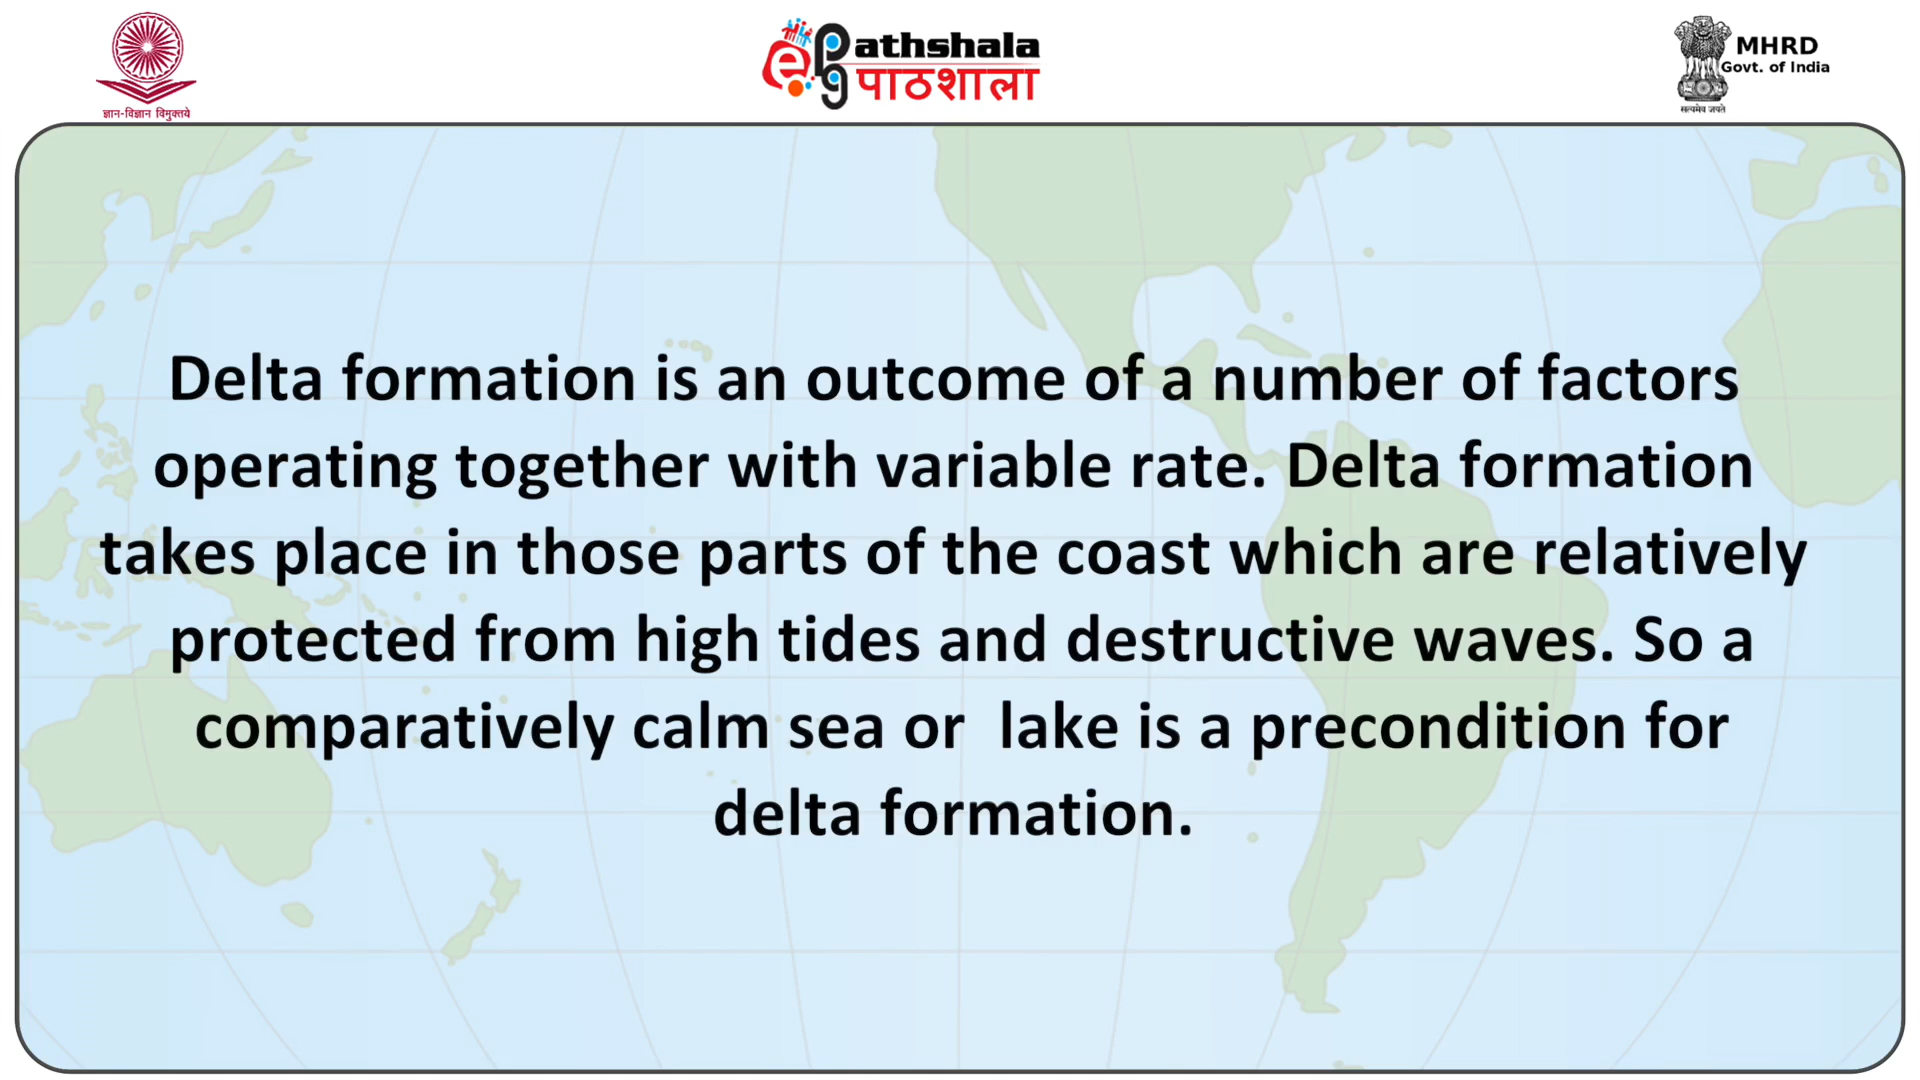 ज्ञान-विज्ञान विमुक्तये
ePathshala
पाठशाला
MHRD
Govt. of India
सत्यमेव जयते
Delta formation is an outcome of a number of factors
operating together with variable rate. Delta formation
takes place in those parts of the coast which are relatively
protected from high tides and destructive waves. So a
comparatively calm sea or  lake is a precondition for
delta formation.